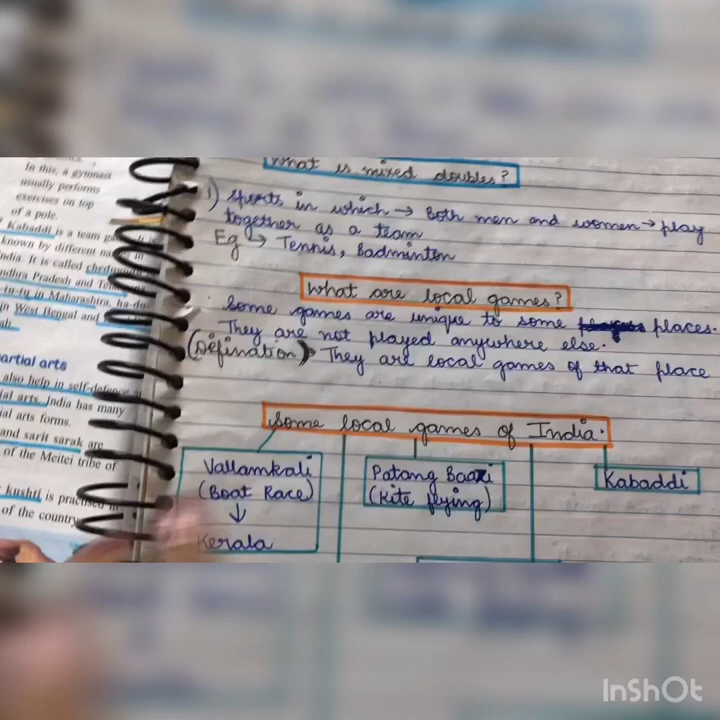 In this, a gymnast
usually performs
exercises on top
of a pole.
Kabaddi is a team
known by different
India. It is called
Andhra Pradesh and
in Maharashtra, ha-du-du
in West Bengal and
martial arts
also help in self-defence
India has many
forms.
and sarit sarak are
of the Meitei tribe of
kushti is practised in
of the country
What is mixed doubles?
1) Sports in which → Both men and women → play
together as a team
Eg → Tennis, Badminton
What are local games?
Some games are unique to some places.
They are not played anywhere else.
(Defination) They are local games of that place
Some local games of India.
Vallamkali
(Boat Race)
↓
Kerala
Patang Baazi
(Kite flying)
Kabaddi
InShOt